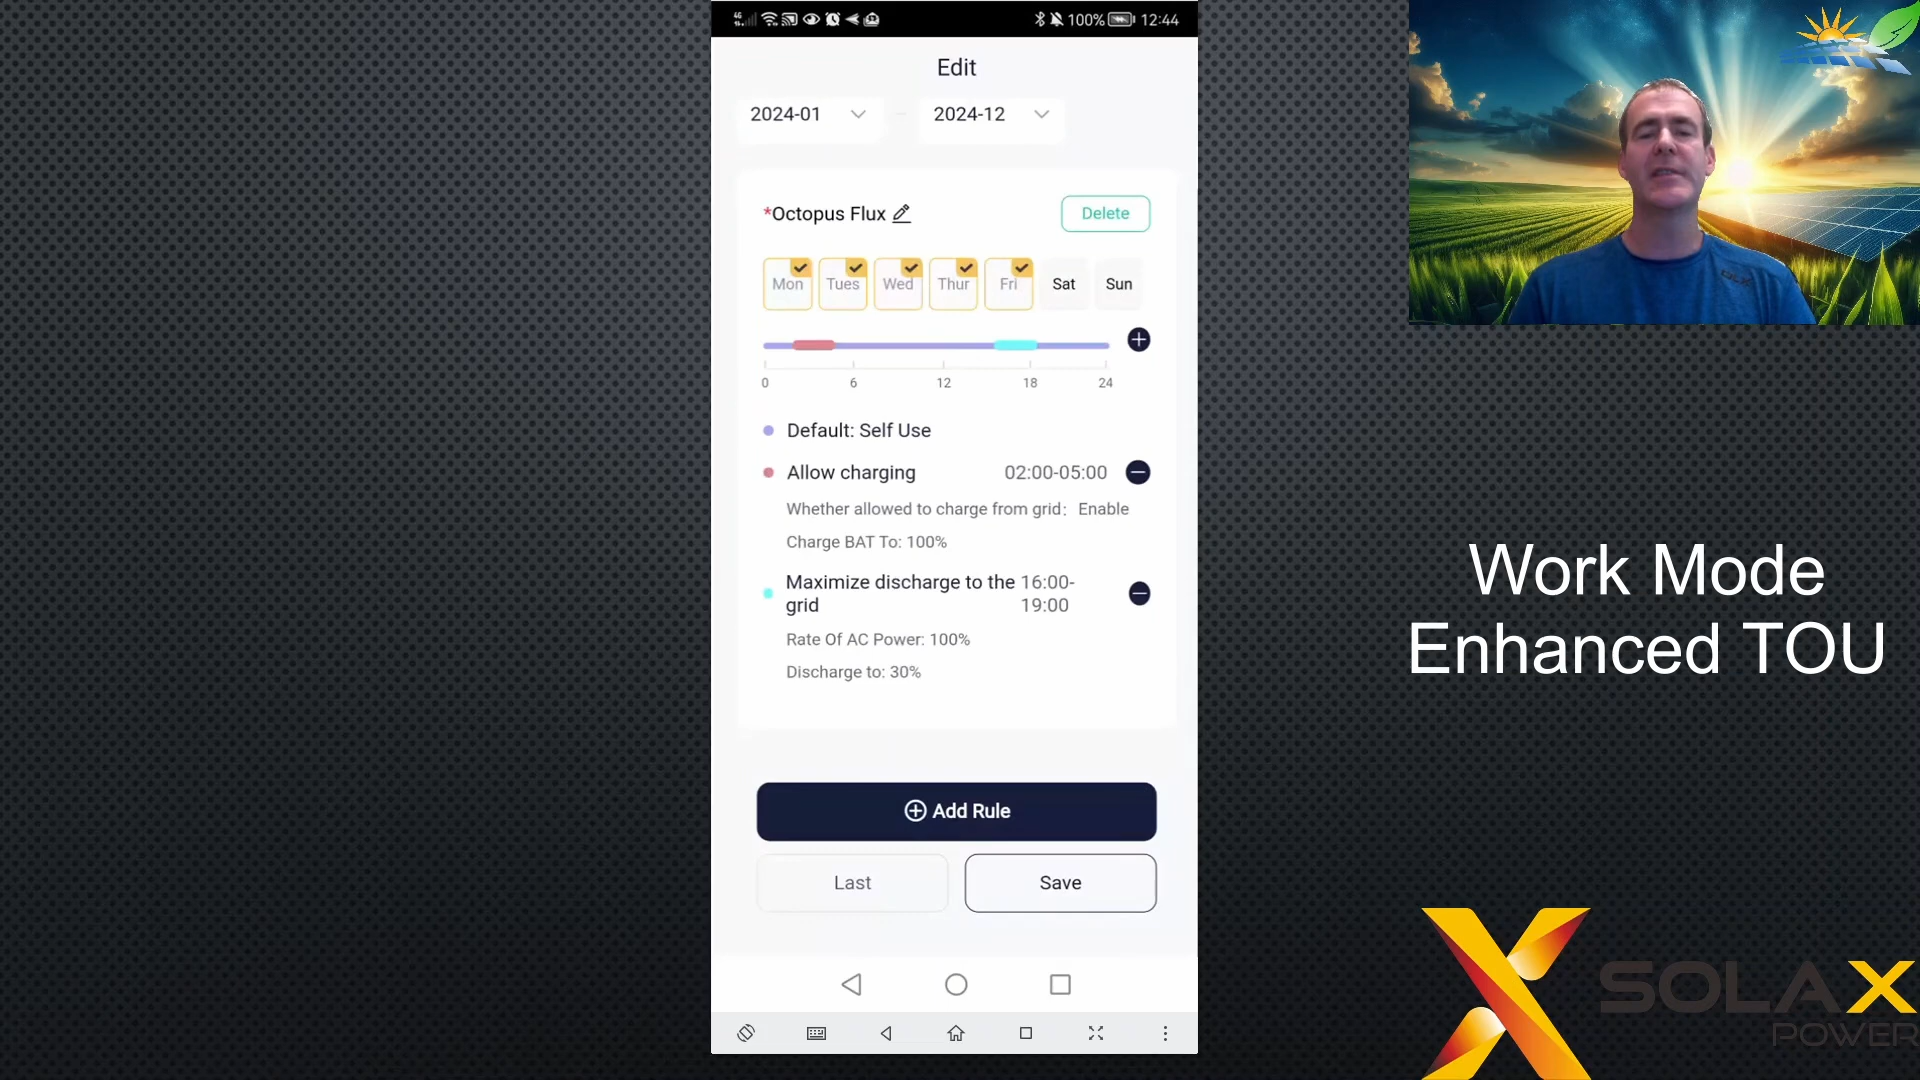 4G
100%
12:44
Edit
2024-01
2024-12
*Octopus Flux
Delete
Mon Tues Wed Thur Fri Sat Sun
0 6 12 18 24
Default: Self Use
Allow charging 02:00-05:00
Whether allowed to charge from grid: Enable
Charge BAT To: 100%
Maximize discharge to the 16:00-
grid 19:00
Rate Of AC Power: 100%
Discharge to: 30%
Add Rule
Last
Save
Work Mode
Enhanced TOU
SOLAX
POWER